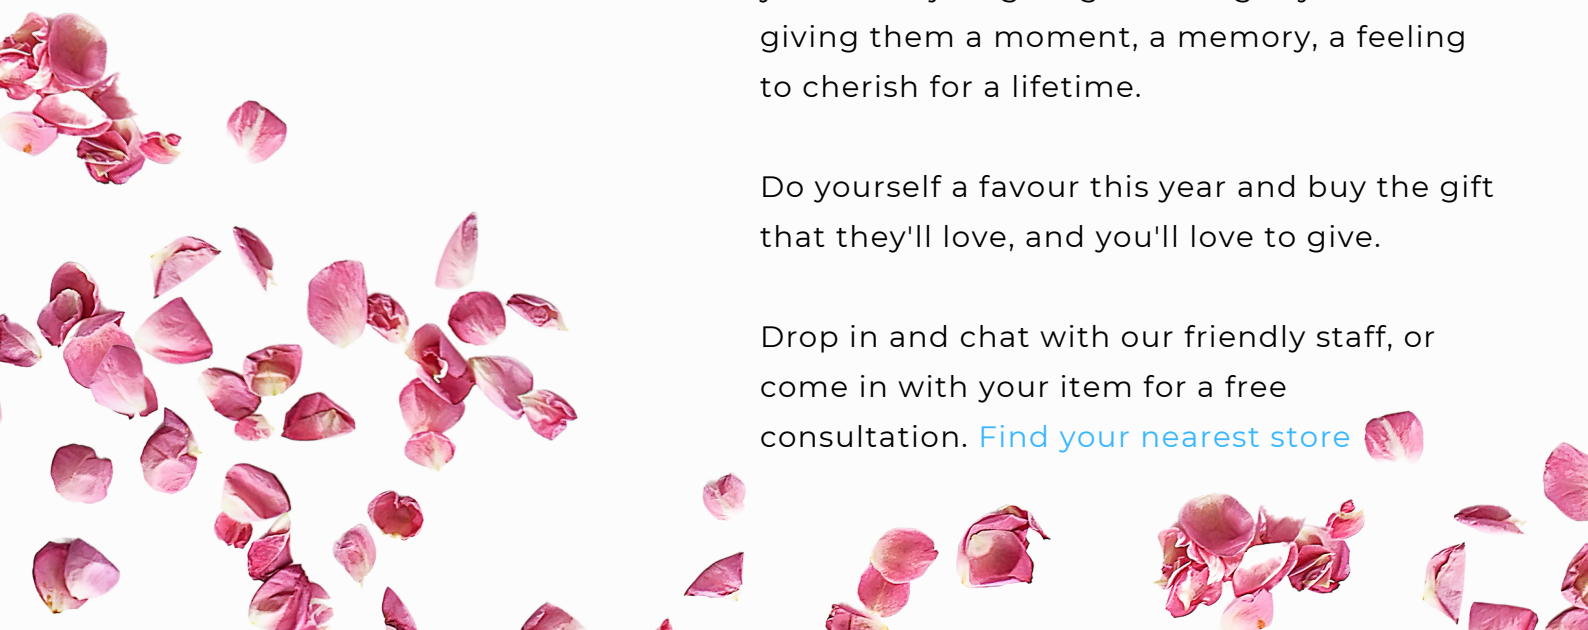 giving them a moment, a memory, a feeling
to cherish for a lifetime.
Do yourself a favour this year and buy the gift
that they'll love, and you'll love to give.
Drop in and chat with our friendly staff, or
come in with your item for a free
consultation. Find your nearest store